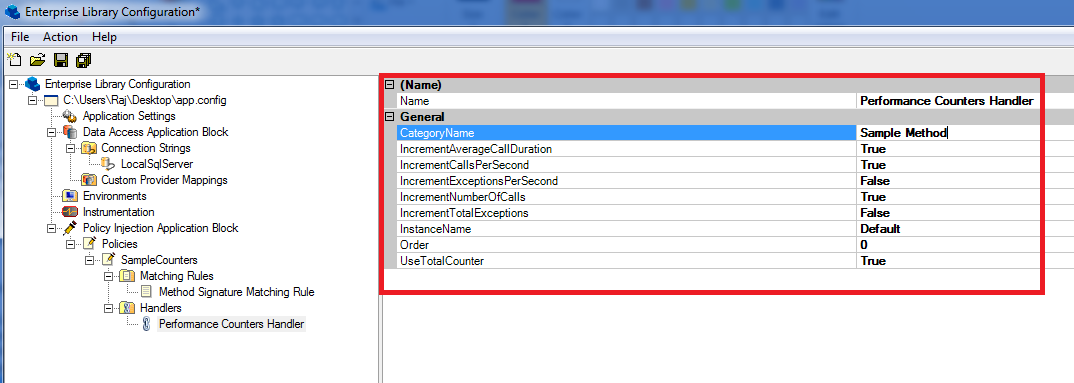 Enterprise Library Configuration*
File Action Help
Enterprise Library Configuration
C:\Users\Raj\Desktop\app.config
Application Settings
Data Access Application Block
Connection Strings
LocalSqlServer
Custom Provider Mappings
Environments
Instrumentation
Policy Injection Application Block
Policies
SampleCounters
Matching Rules
Method Signature Matching Rule
Handlers
Performance Counters Handler
(Name)
Name Performance Counters Handler
General
CategoryName Sample Method
IncrementAverageCallDuration True
IncrementCallsPerSecond True
IncrementExceptionsPerSecond False
IncrementNumberOfCalls True
IncrementTotalExceptions False
InstanceName Default
Order 0
UseTotalCounter True